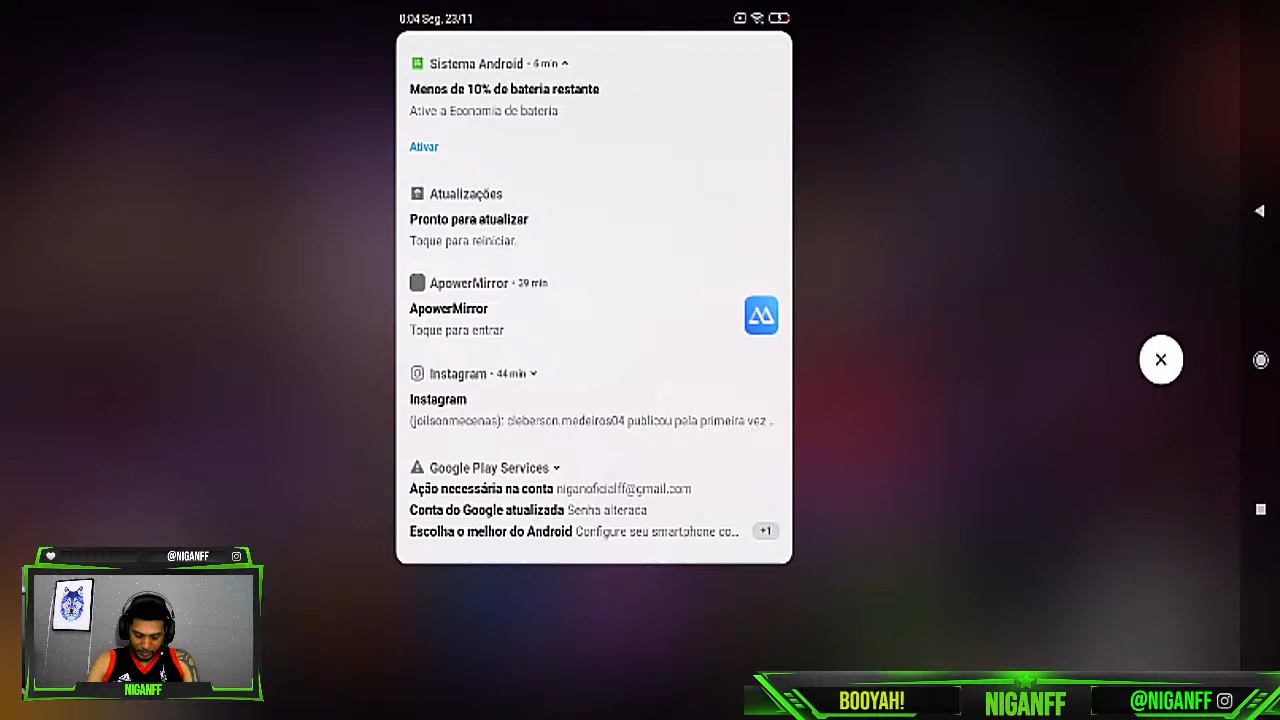 0:04 Seg, 23/11
Sistema Android · 6 min
Menos de 10% de bateria restante
Ative a Economia de bateria
Ativar
Atualizações
Pronto para atualizar
Toque para reiniciar.
ApowerMirror · 39 min
ApowerMirror
Toque para entrar
Instagram · 44 min
Instagram
(joilsonmecenas): cleberson.medeiros04 publicou pela primeira vez ..
Google Play Services
Ação necessária na conta niganoficialff@gmail.com
Conta do Google atualizada Senha alteraca
Escolha o melhor do Android Configure seu smartphone co...
+1
@NIGANFF
NIGANFF
BOOYAH!
NIGANFF
@NIGANFF